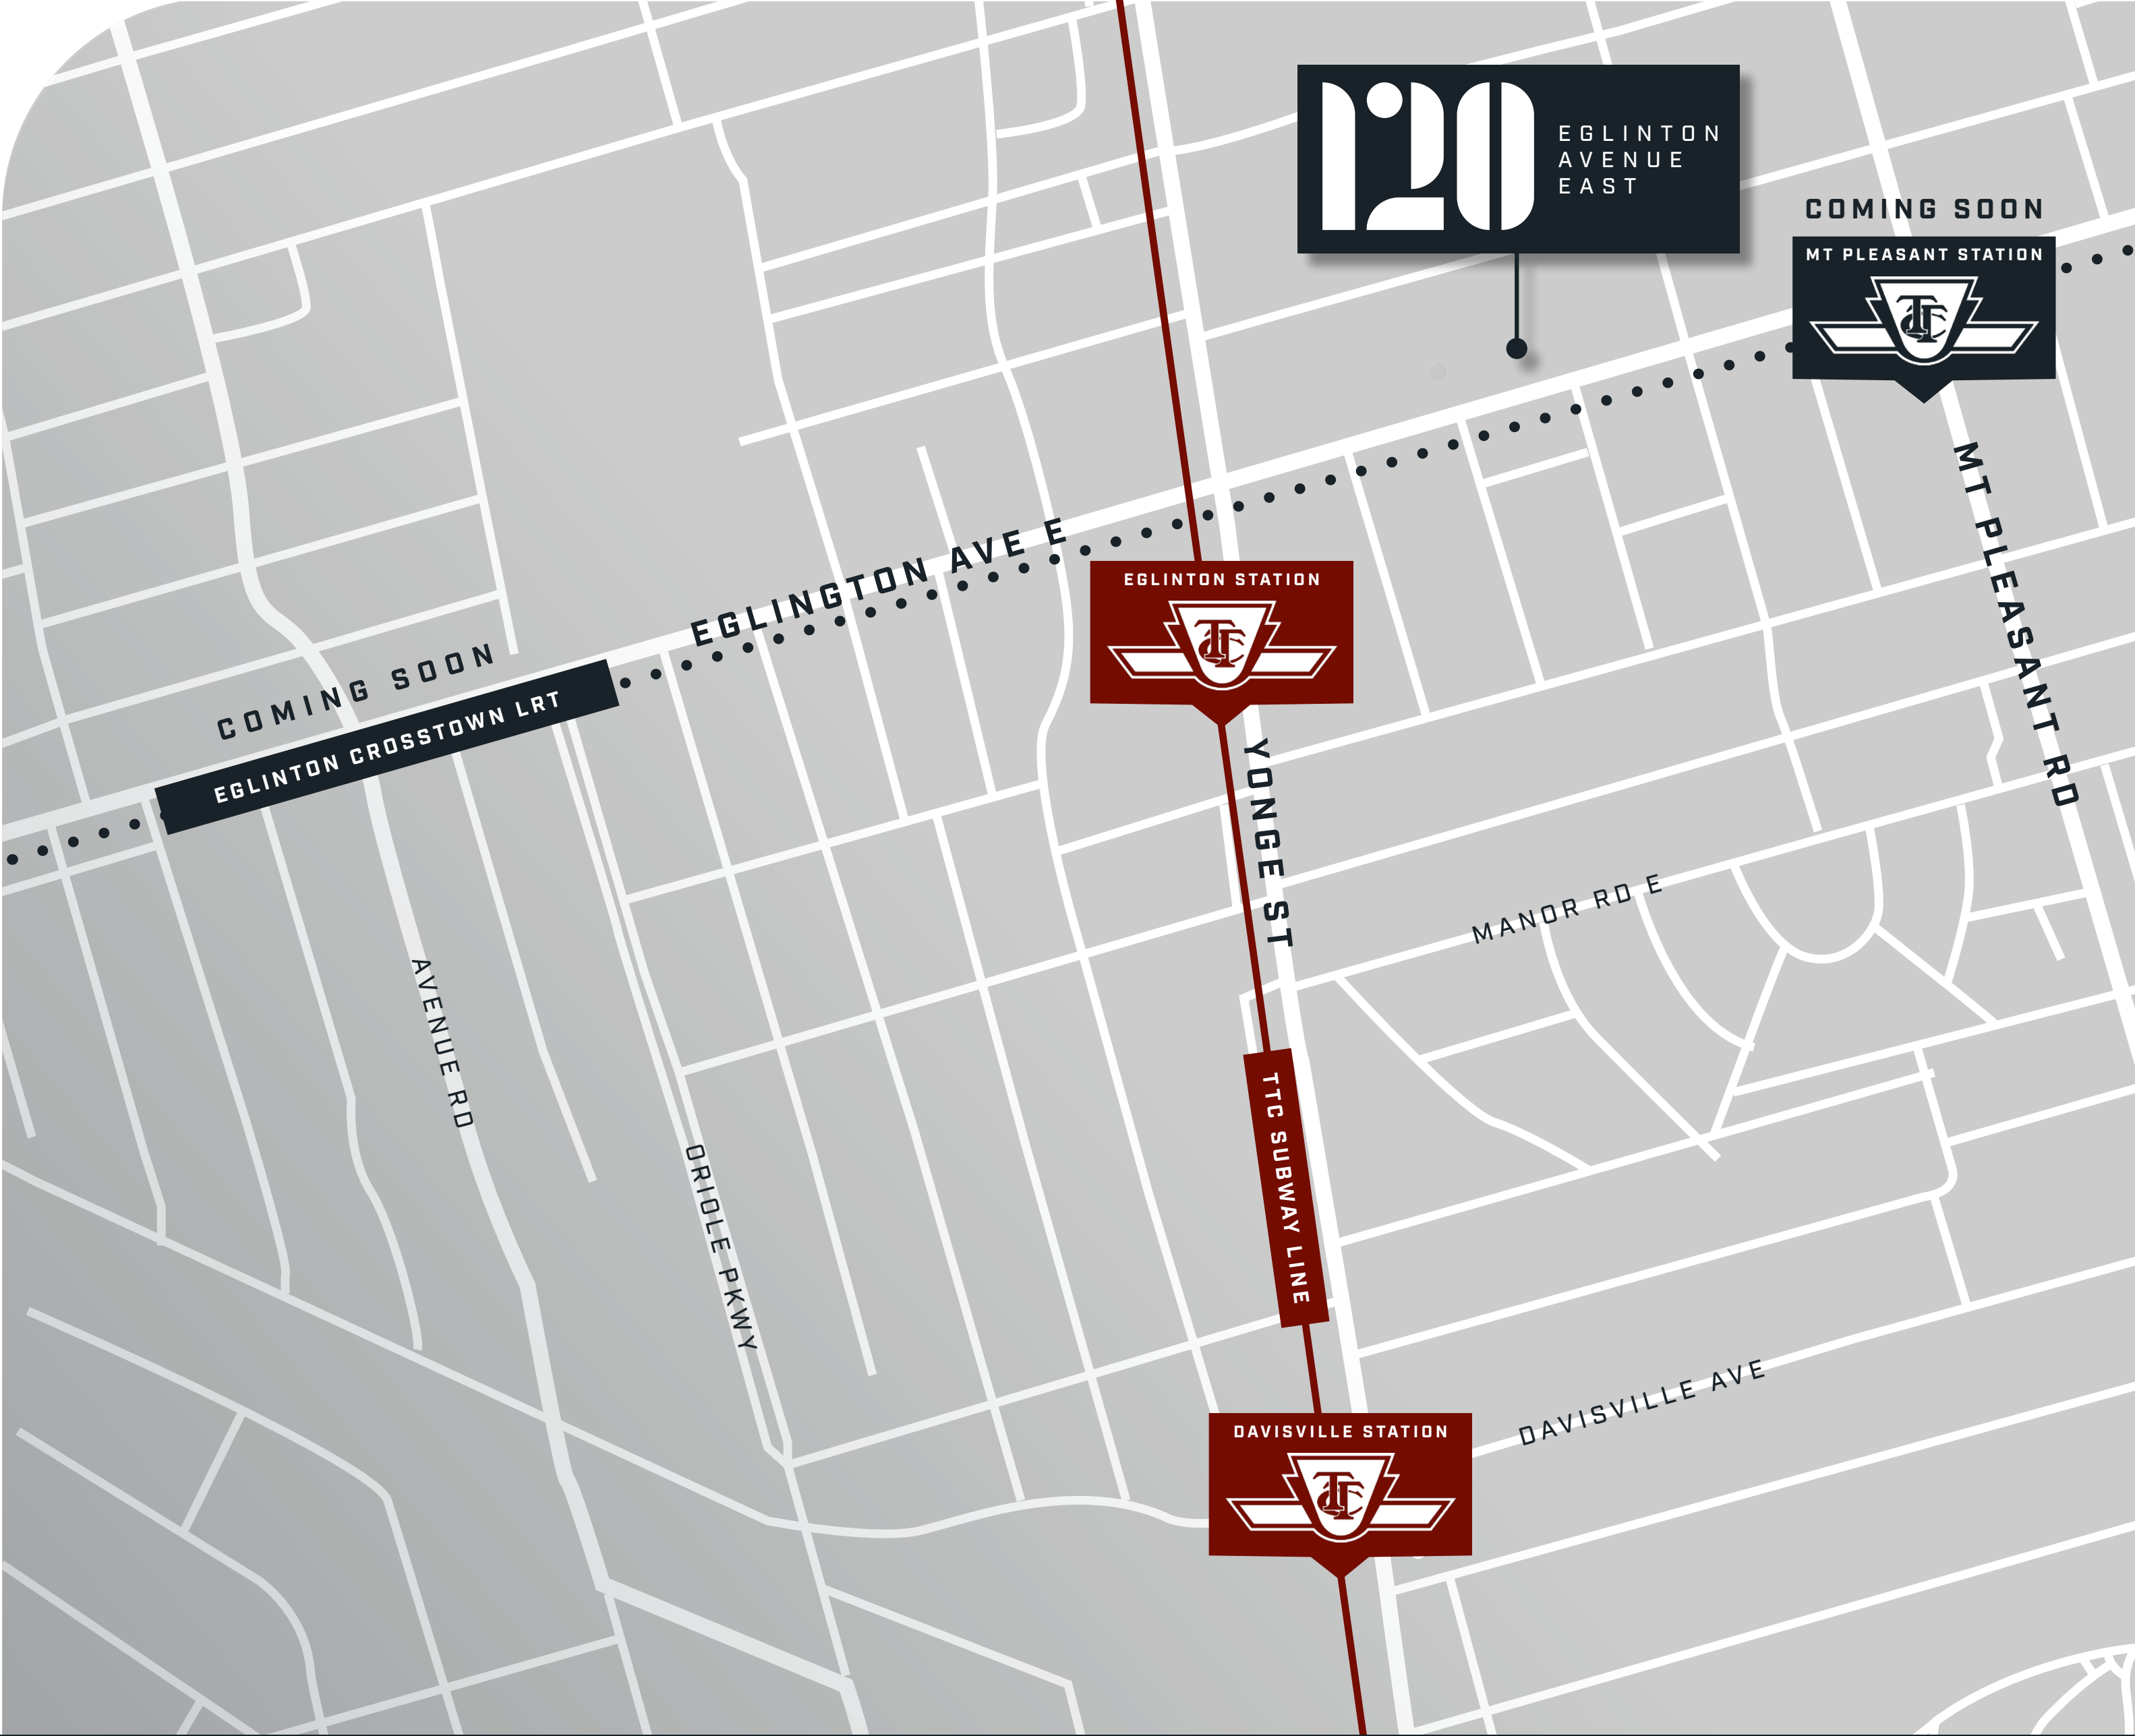 120
EGLINTON
AVENUE
EAST
COMING SOON
MT PLEASANT STATION
TTC
EGLINGTON AVE E
EGLINTON STATION
TTC
COMING SOON
EGLINTON CROSSTOWN LRT
MT PLEASANT RD
YONGE ST
MANOR RD E
AVENUE RD
TTC SUBWAY LINE
ORIOLE PKWY
DAVISVILLE AVE
DAVISVILLE STATION
TTC